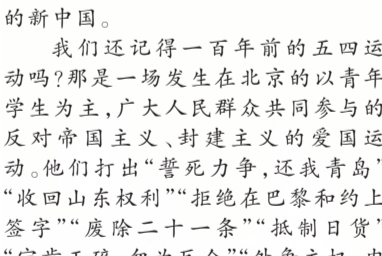 的新中国。
我们还记得一百年前的五四运
动吗?那是一场发生在北京的以青年
学生为主,广大人民群众共同参与的
反对帝国主义、封建主义的爱国运
动。他们打出“誓死力争,还我青岛”
“收回山东权利”“拒绝在巴黎和约上
签字”“废除二十一条”“抵制日货”